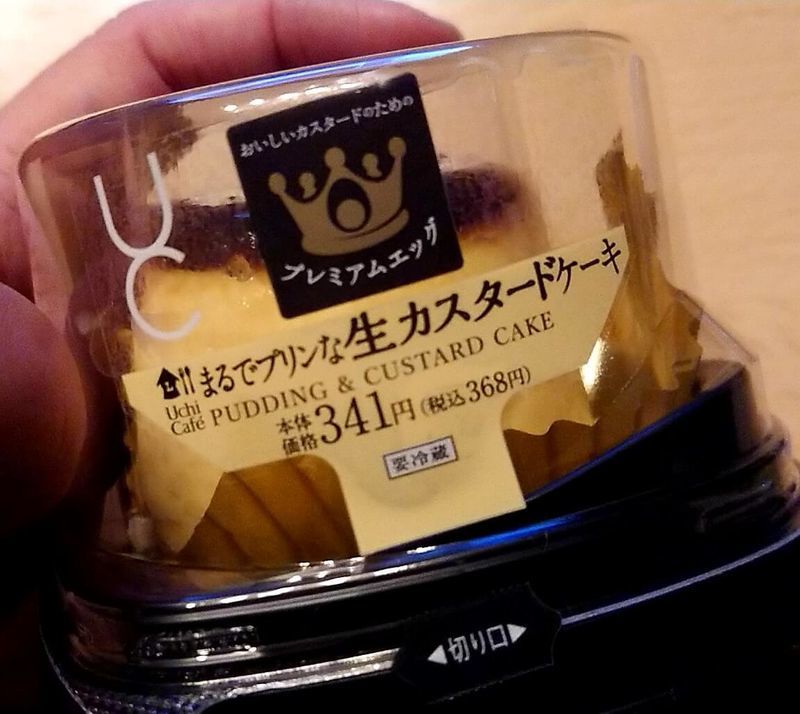 おいしいカスタードのための
プレミアムエッグ
UC
まるでプリンな生カスタードケーキ
Uchi Café
PUDDING & CUSTARD CAKE
本体価格341円(税込368円)
要冷蔵
◀切り口▶